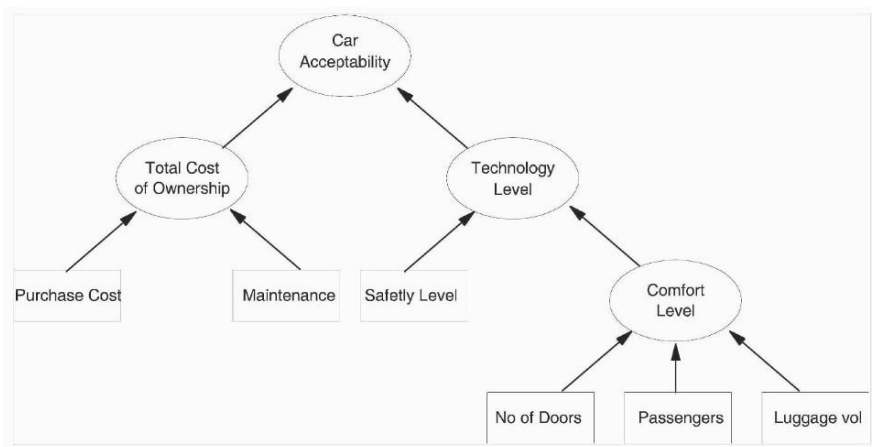 Car
Acceptability
Total Cost
of Ownership
Technology
Level
Purchase Cost
Maintenance
Safetly Level
Comfort
Level
No of Doors
Passengers
Luggage vol